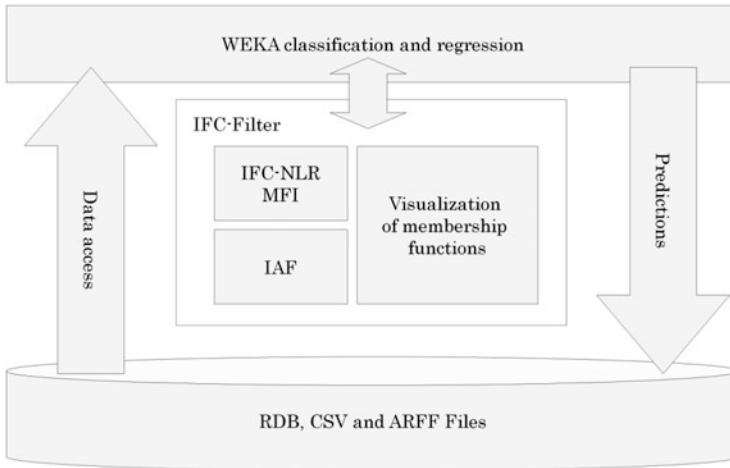 WEKA classification and regression
IFC-Filter
IFC-NLR
MFI
IAF
Visualization
of membership
functions
Data access
Predictions
RDB, CSV and ARFF Files